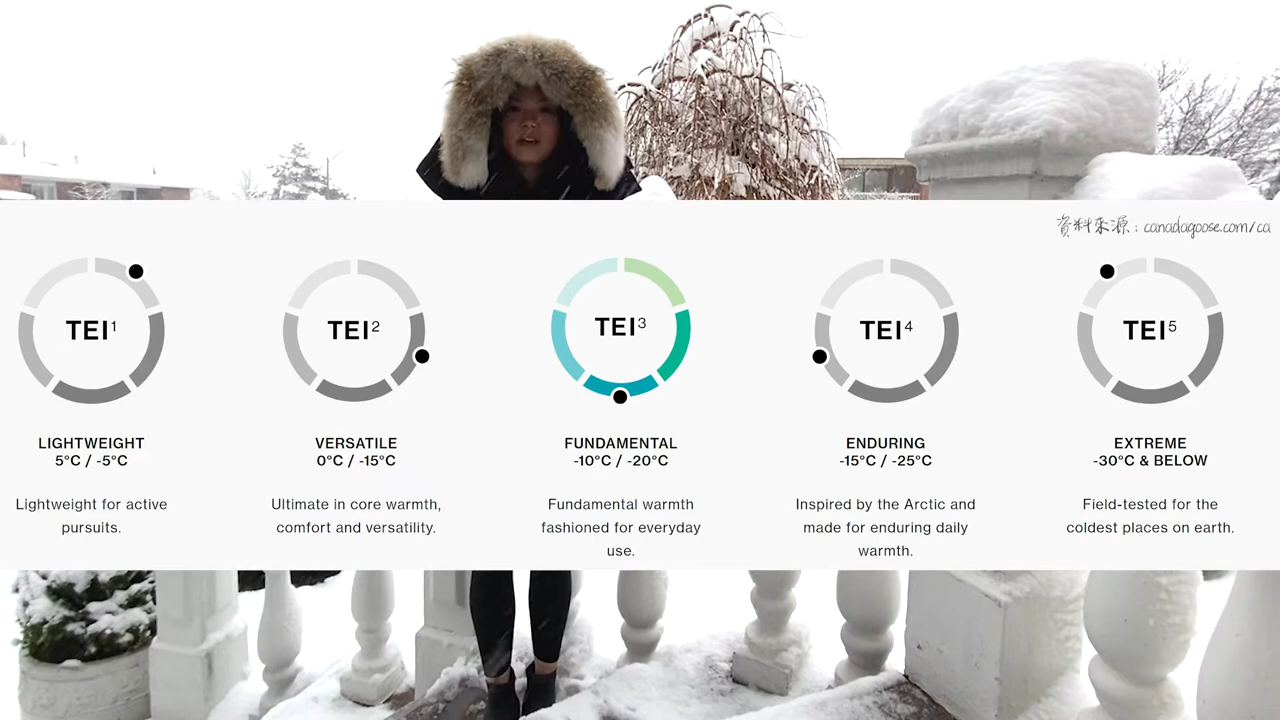 資料來源：canadagoose.com/ca
TEI¹
TEI²
TEI³
TEI⁴
TEI⁵
LIGHTWEIGHT
5°C / -5°C
VERSATILE
0°C / -15°C
FUNDAMENTAL
-10°C / -20°C
ENDURING
-15°C / -25°C
EXTREME
-30°C & BELOW
Lightweight for active
pursuits.
Ultimate in core warmth,
comfort and versatility.
Fundamental warmth
fashioned for everyday
use.
Inspired by the Arctic and
made for enduring daily
warmth.
Field-tested for the
coldest places on earth.